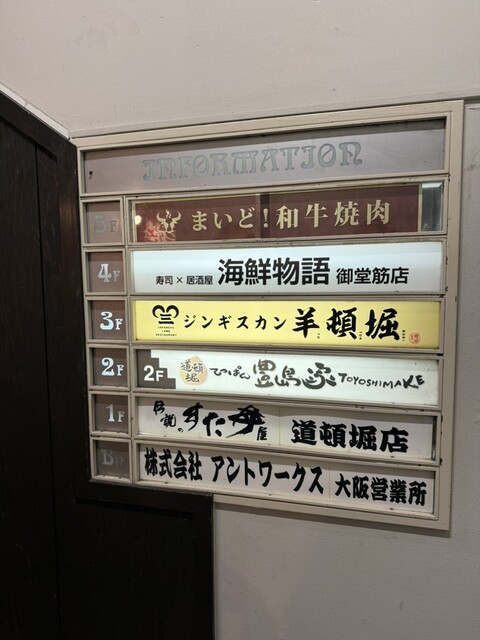 INFORMATION
5F まいど!和牛焼肉
4F 寿司×居酒屋 海鮮物語 御堂筋店
3F ジンギスカン 羊頓堀
2F 2F 道頓堀 てっぱん 豊島家 TOYOSHIMAKE
1F 伝説のすた丼屋 道頓堀店
B1F 株式会社 アントワークス 大阪営業所